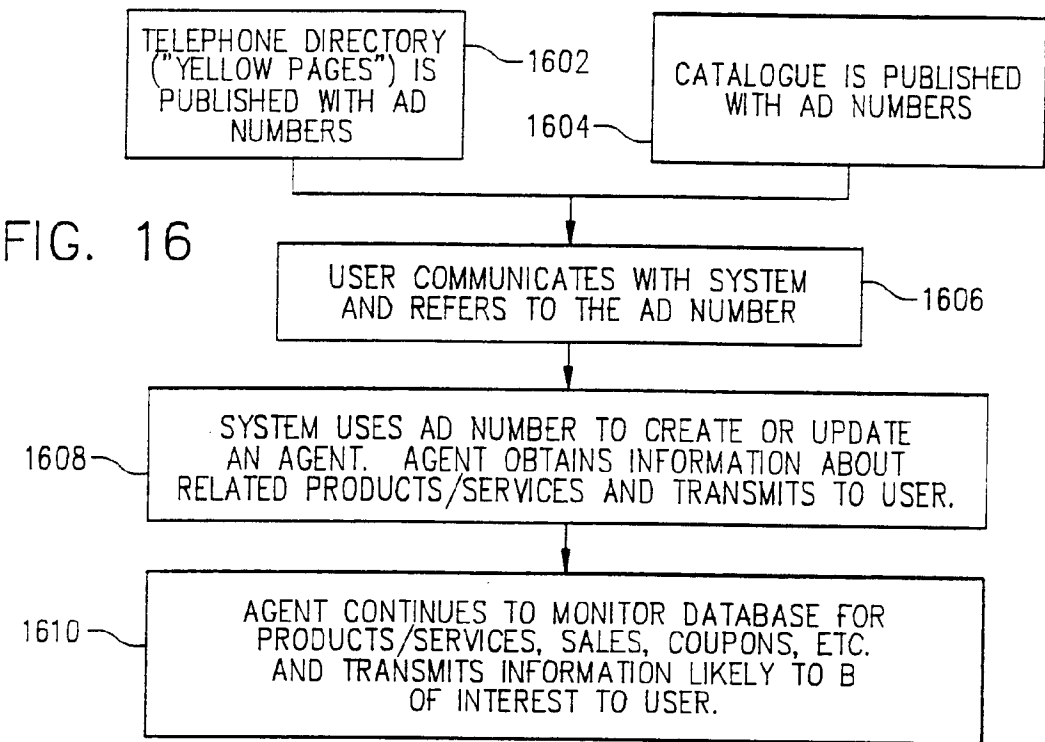 TELEPHONE DIRECTORY
("YELLOW PAGES") IS
PUBLISHED WITH AD
NUMBERS
1602
CATALOGUE IS PUBLISHED
WITH AD NUMBERS
1604
FIG. 16
USER COMMUNICATES WITH SYSTEM
AND REFERS TO THE AD NUMBER
1606
SYSTEM USES AD NUMBER TO CREATE OR UPDATE
AN AGENT. AGENT OBTAINS INFORMATION ABOUT
RELATED PRODUCTS/SERVICES AND TRANSMITS TO USER.
1608
AGENT CONTINUES TO MONITOR DATABASE FOR
PRODUCTS/SERVICES, SALES, COUPONS, ETC.
AND TRANSMITS INFORMATION LIKELY TO B
OF INTEREST TO USER.
1610